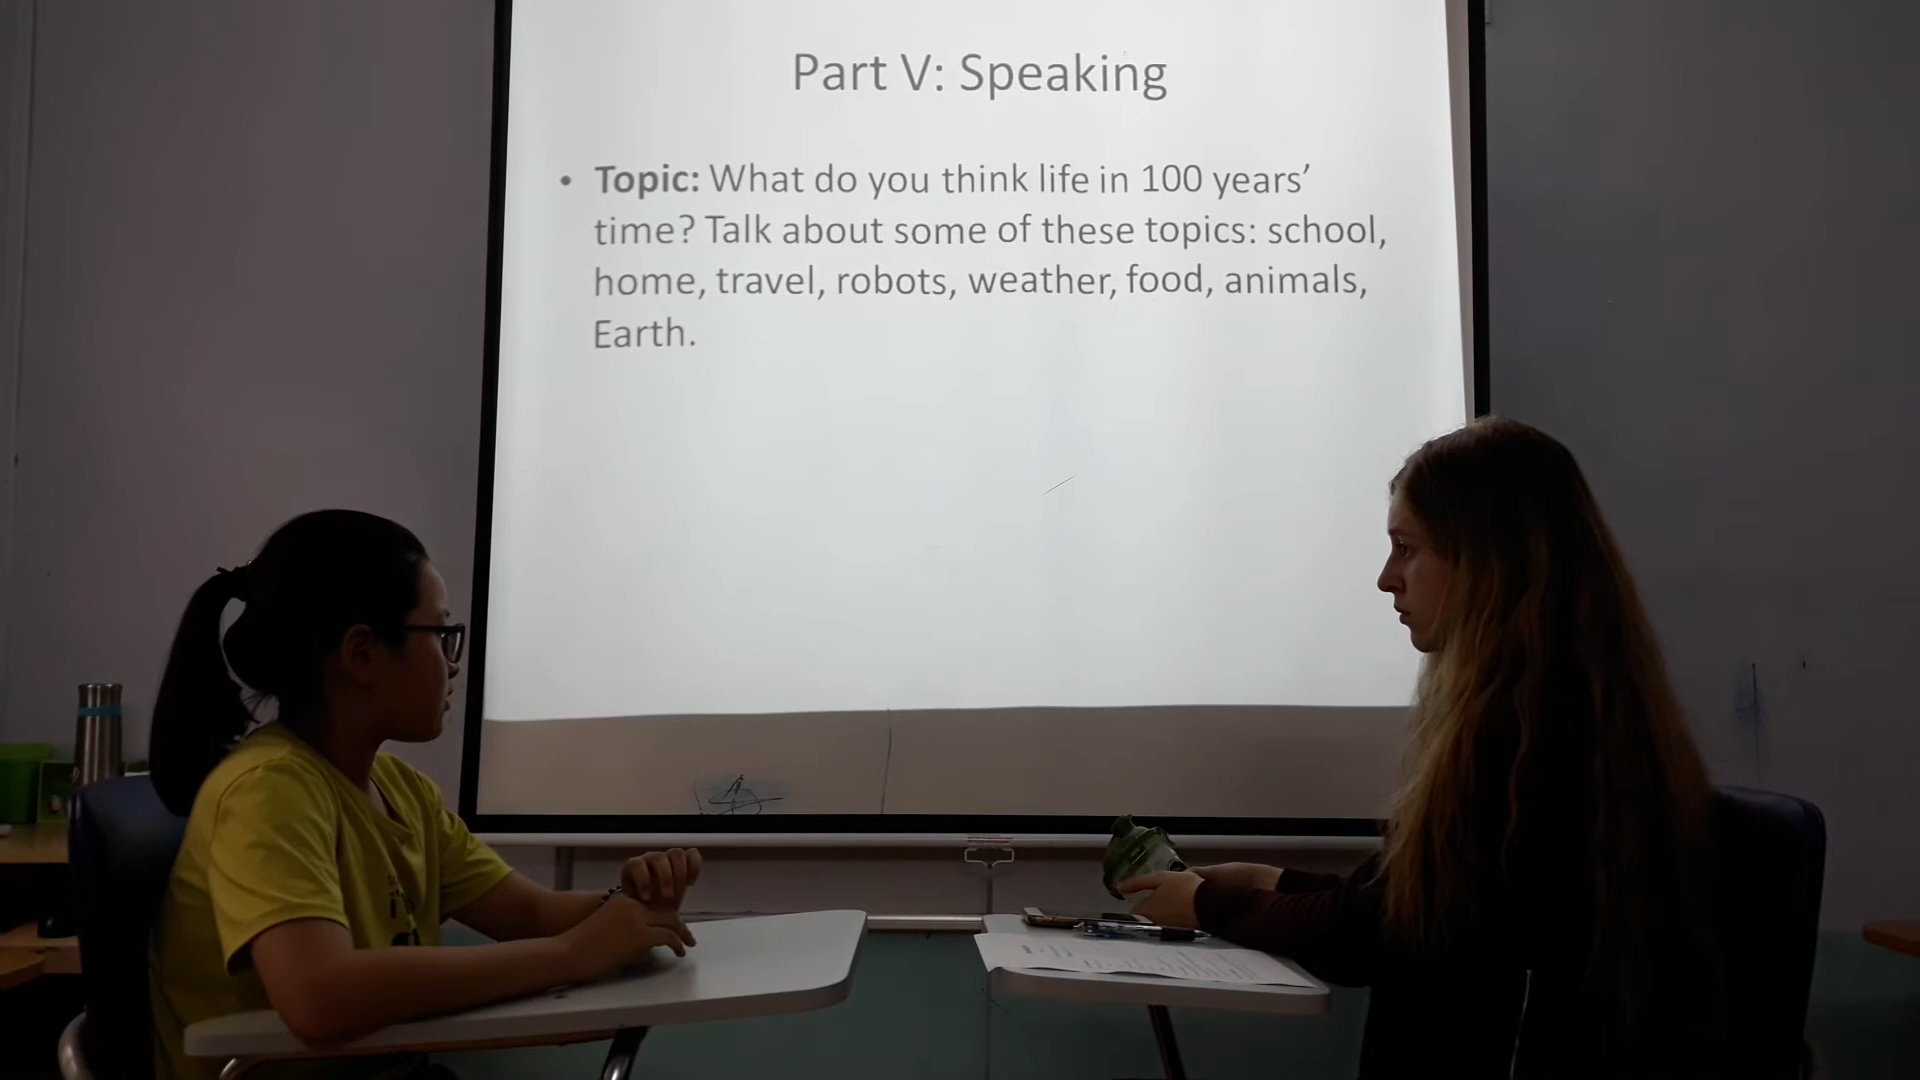 Part V: Speaking
• Topic: What do you think life in 100 years’
time? Talk about some of these topics: school,
home, travel, robots, weather, food, animals,
Earth.